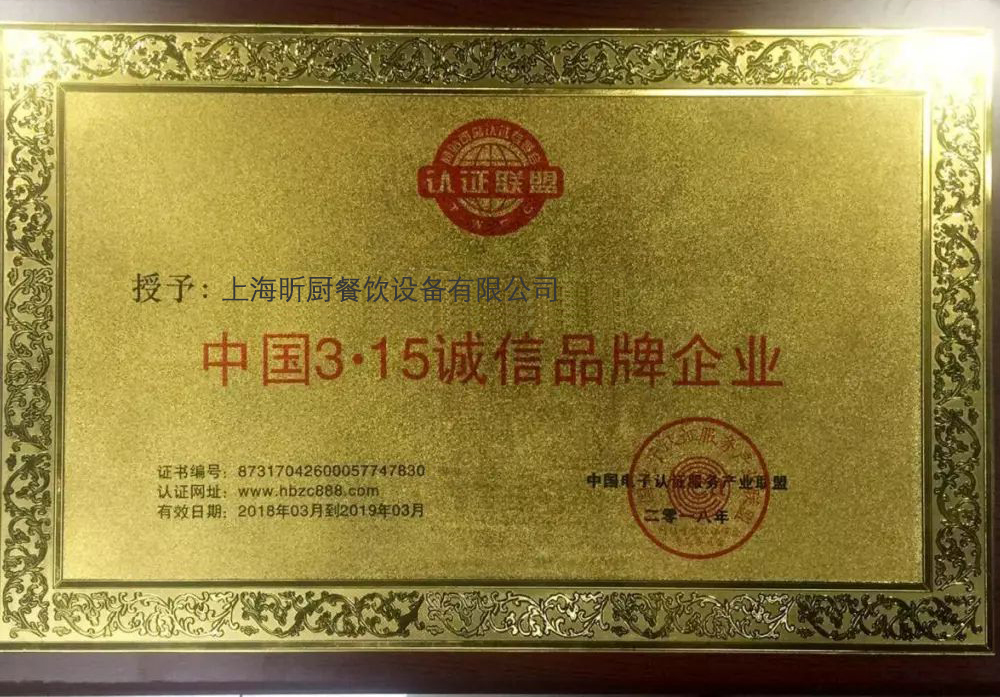 认证联盟
授予：上海昕厨餐饮设备有限公司
中国3·15诚信品牌企业
证书编号：87317042600057747830
认证网址：www.hbzc888.com
有效日期：2018年03月到2019年03月
中国电子认证服务产业联盟
二零一八年